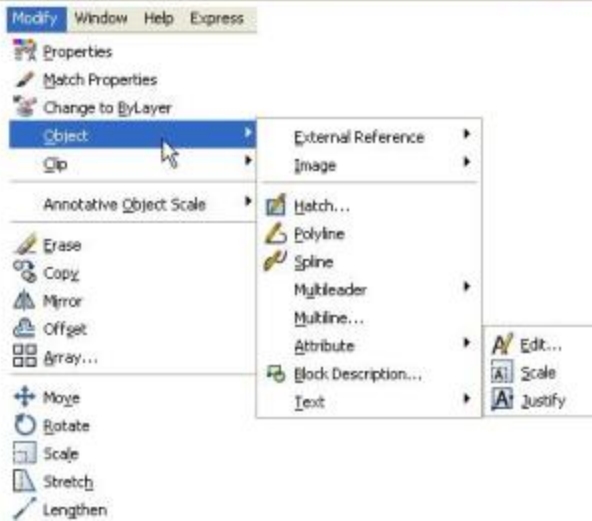 Modify Window Help Express
Properties
Match Properties
Change to ByLayer
Object
Clip
Annotative Object Scale
Erase
Copy
Mirror
Offset
Array...
Move
Rotate
Scale
Stretch
Lengthen
External Reference
Image
Hatch...
Polyline
Spline
Multileader
Multiline...
Attribute
Block Description...
Text
Edit...
Scale
Justify